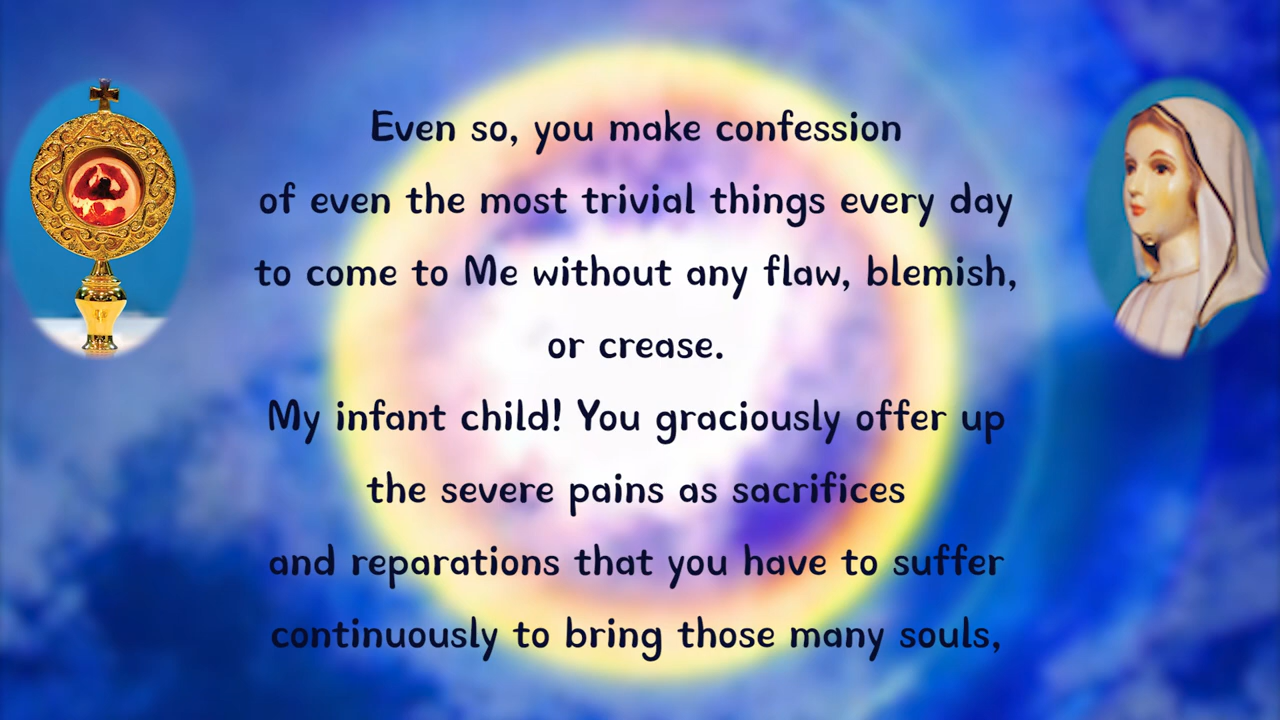 Even so, you make confession
of even the most trivial things every day
to come to Me without any flaw, blemish,
or crease.
My infant child! You graciously offer up
the severe pains as sacrifices
and reparations that you have to suffer
continuously to bring those many souls,